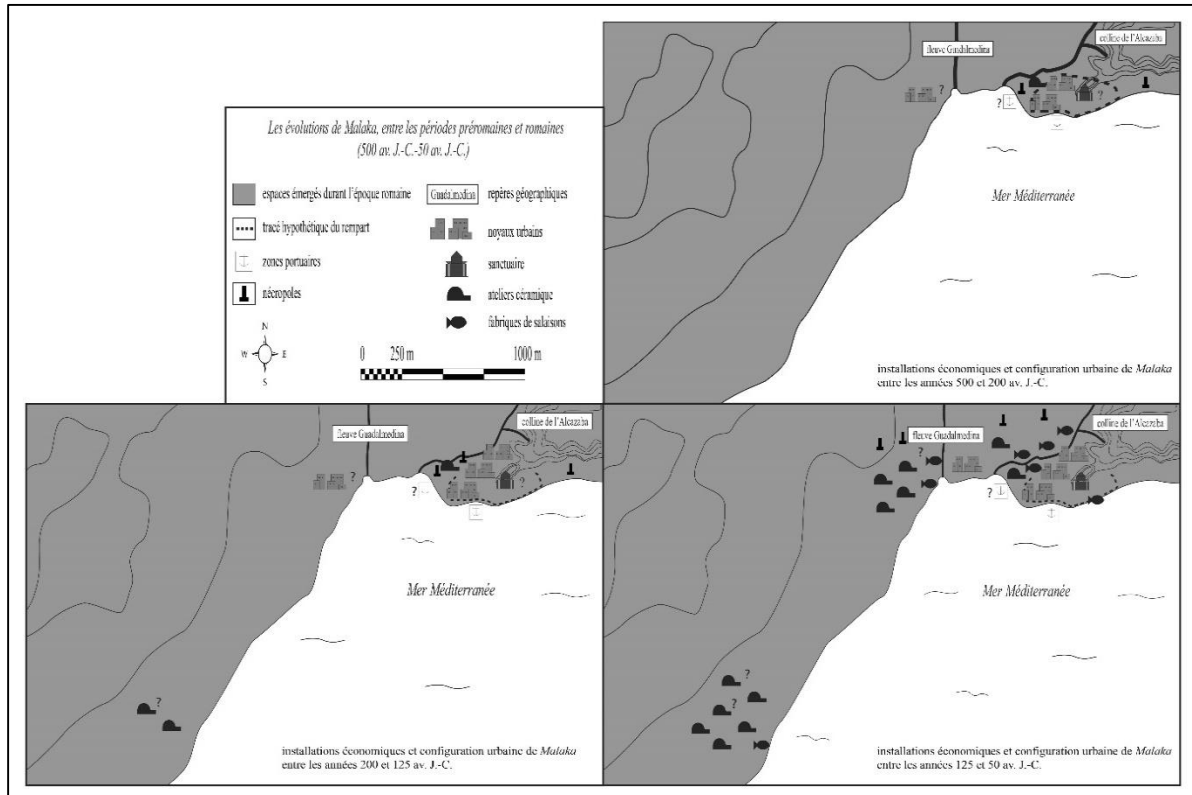 fleuve Guadalmedina
colline de l'Alcazaba
?
?
?
Mer Méditerranée
installations économiques et configuration urbaine de Malaka
entre les années 500 et 200 av. J.-C.
Les évolutions de Malaka, entre les périodes préromaines et romaines
(500 av. J.-C.-50 av. J.-C.)
espaces émergés durant l'époque romaine
tracé hypothétique du rempart
zones portuaires
nécropoles
Guadalmedina
repères géographiques
noyaux urbains
sanctuaire
ateliers céramique
fabriques de salaisons
N
W
E
S
0 250 m 1000 m
fleuve Guadalmedina
colline de l'Alcazaba
?
?
?
Mer Méditerranée
?
installations économiques et configuration urbaine de Malaka
entre les années 200 et 125 av. J.-C.
fleuve Guadalmedina
colline de l'Alcazaba
?
?
?
?
Mer Méditerranée
?
?
installations économiques et configuration urbaine de Malaka
entre les années 125 et 50 av. J.-C.